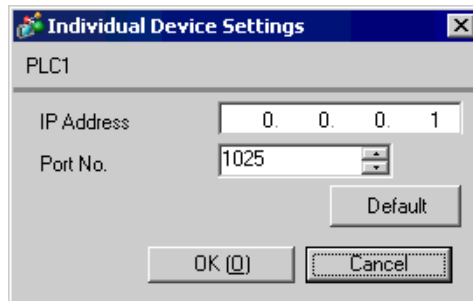 Individual Device Settings
PLC1
IP Address 0. 0. 0. 1
Port No. 1025
Default
OK (O) Cancel